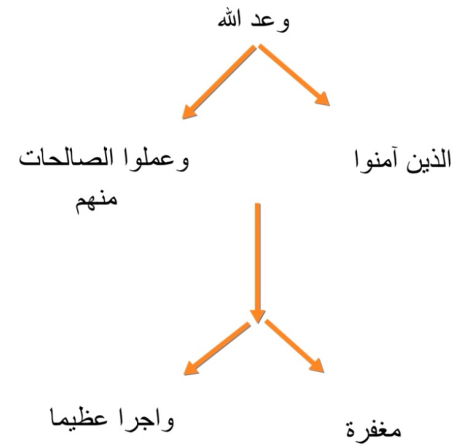 وعد الله
الذين آمنوا
وعملوا الصالحات
منهم
مغفرة
واجرا عظيما